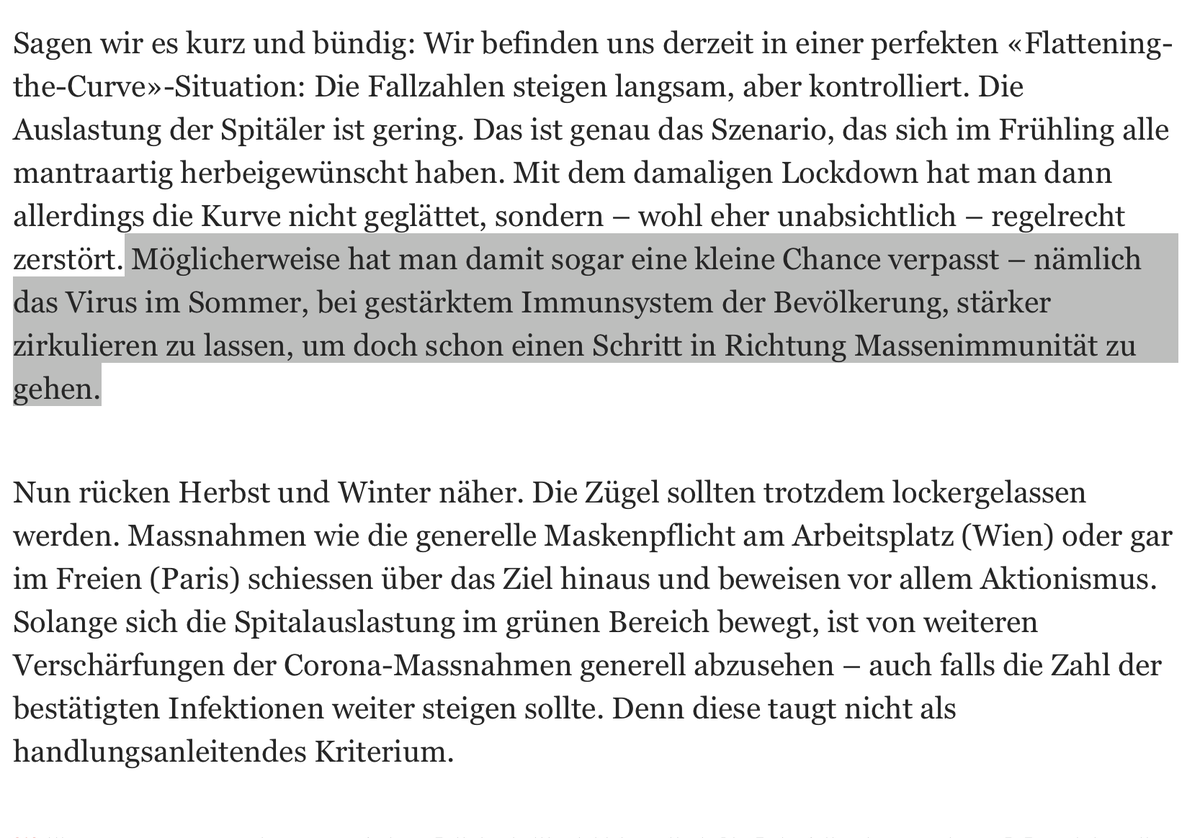 Sagen wir es kurz und bündig: Wir befinden uns derzeit in einer perfekten «Flattening-
the-Curve»-Situation: Die Fallzahlen steigen langsam, aber kontrolliert. Die
Auslastung der Spitäler ist gering. Das ist genau das Szenario, das sich im Frühling alle
mantraartig herbeigewünscht haben. Mit dem damaligen Lockdown hat man dann
allerdings die Kurve nicht geglättet, sondern – wohl eher unabsichtlich – regelrecht
zerstört. Möglicherweise hat man damit sogar eine kleine Chance verpasst – nämlich
das Virus im Sommer, bei gestärktem Immunsystem der Bevölkerung, stärker
zirkulieren zu lassen, um doch schon einen Schritt in Richtung Massenimmunität zu
gehen.
Nun rücken Herbst und Winter näher. Die Zügel sollten trotzdem lockergelassen
werden. Massnahmen wie die generelle Maskenpflicht am Arbeitsplatz (Wien) oder gar
im Freien (Paris) schiessen über das Ziel hinaus und beweisen vor allem Aktionismus.
Solange sich die Spitalauslastung im grünen Bereich bewegt, ist von weiteren
Verschärfungen der Corona-Massnahmen generell abzusehen – auch falls die Zahl der
bestätigten Infektionen weiter steigen sollte. Denn diese taugt nicht als
handlungsanleitendes Kriterium.